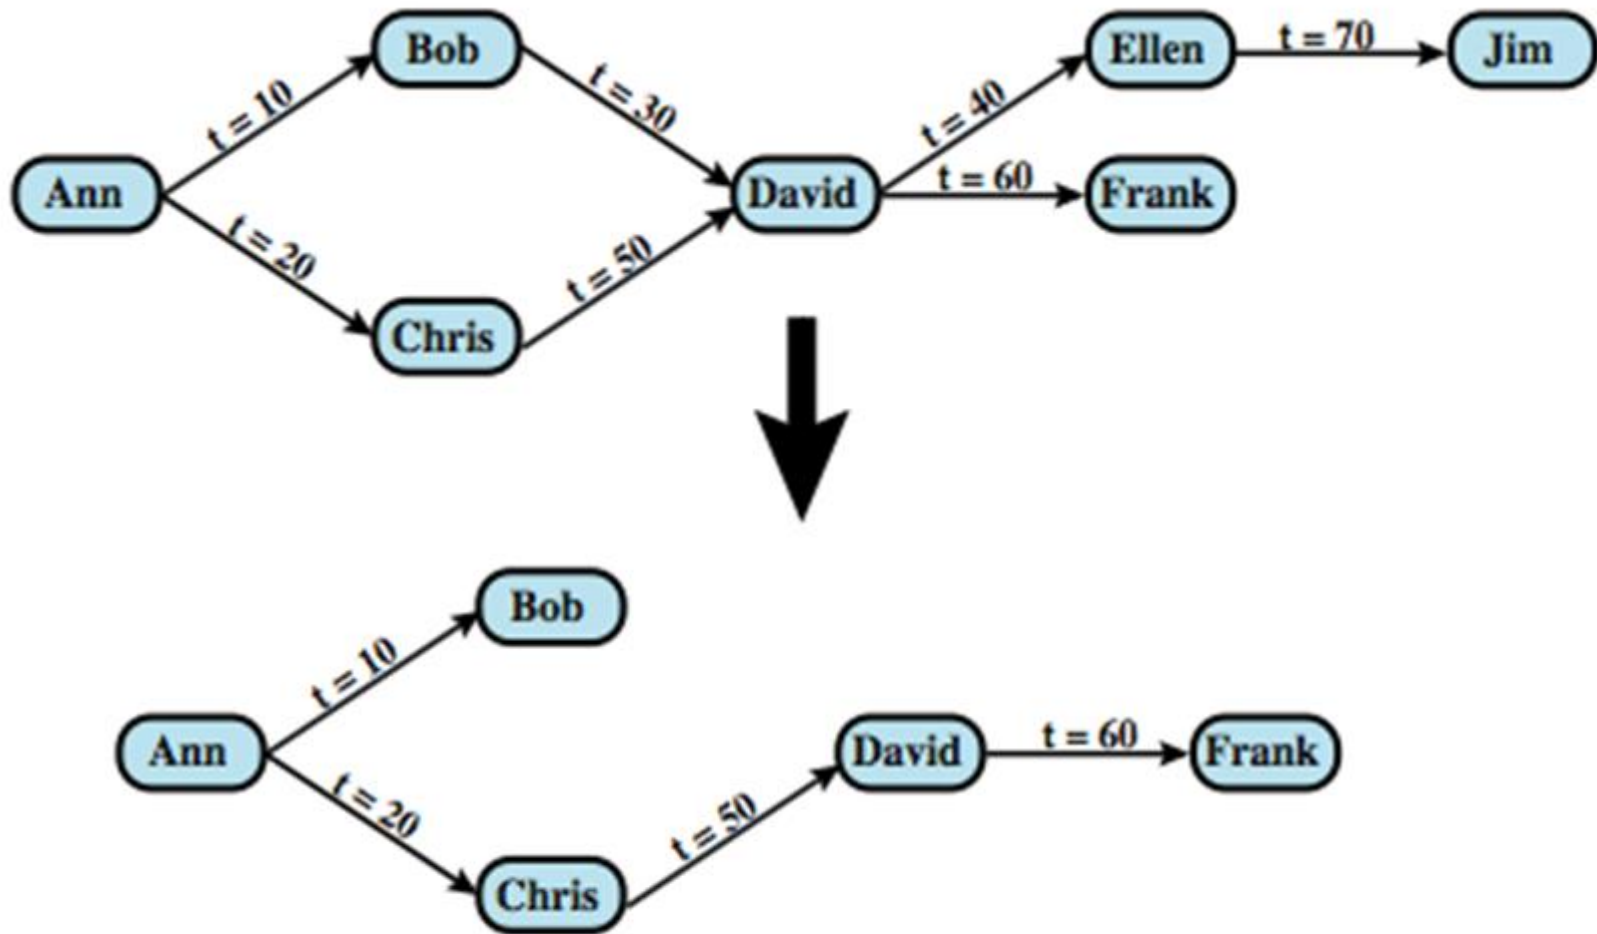 Bob
Ellen
t = 70
Jim
t = 10
t = 30
t = 40
Ann
David
t = 60
Frank
t = 20
t = 50
Chris
Bob
t = 10
Ann
David
t = 60
Frank
t = 20
t = 50
Chris